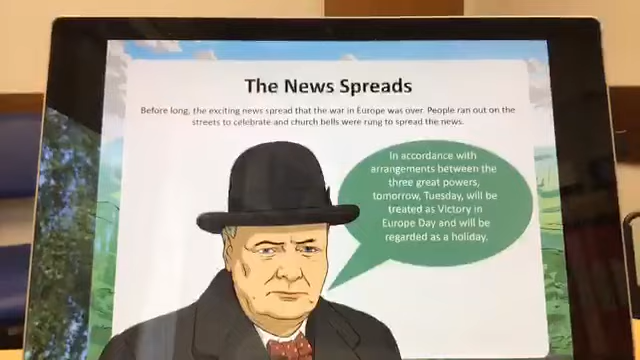 The News Spreads
Before long, the exciting news spread that the war in Europe was over. People ran out on the
streets to celebrate and church bells were rung to spread the news.
In accordance with
arrangements between the
three great powers,
tomorrow, Tuesday, will be
treated as Victory in
Europe Day and will be
regarded as a holiday.